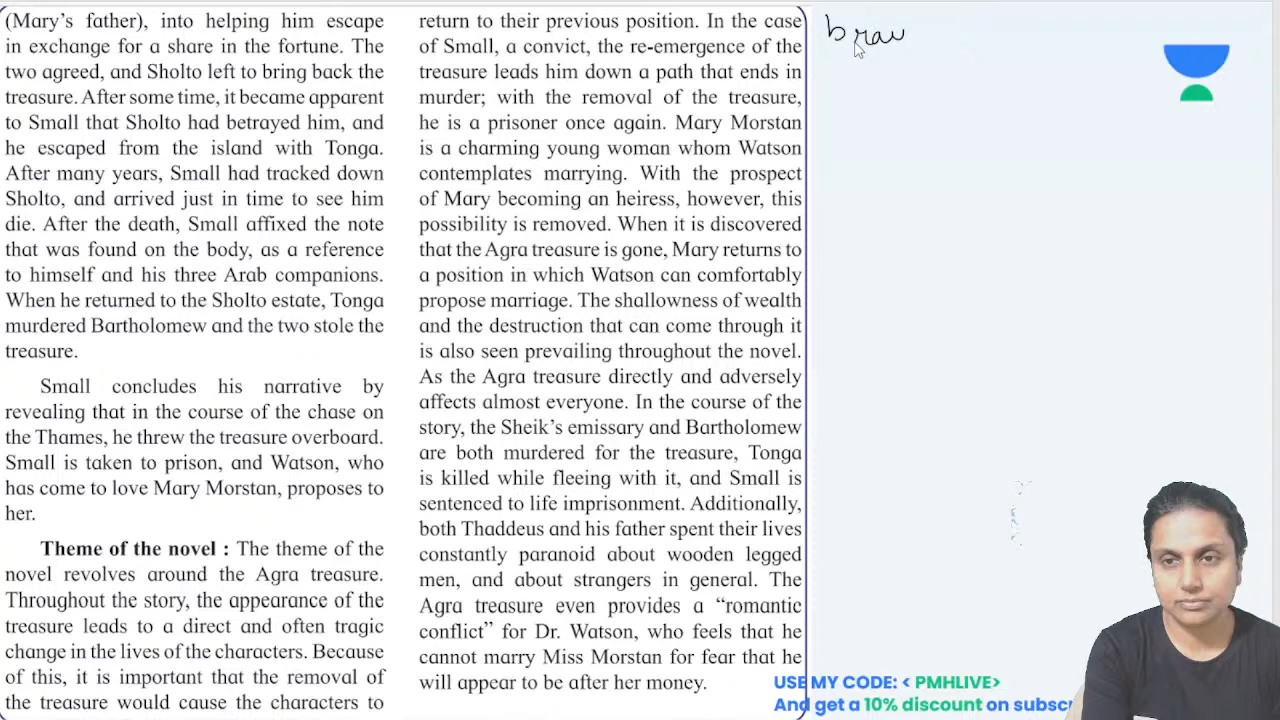 (Mary's father), into helping him escape
in exchange for a share in the fortune. The
two agreed, and Sholto left to bring back the
treasure. After some time, it became apparent
to Small that Sholto had betrayed him, and
he escaped from the island with Tonga.
After many years, Small had tracked down
Sholto, and arrived just in time to see him
die. After the death, Small affixed the note
that was found on the body, as a reference
to himself and his three Arab companions.
When he returned to the Sholto estate, Tonga
murdered Bartholomew and the two stole the
treasure.
Small concludes his narrative by
revealing that in the course of the chase on
the Thames, he threw the treasure overboard.
Small is taken to prison, and Watson, who
has come to love Mary Morstan, proposes to
her.
Theme of the novel : The theme of the
novel revolves around the Agra treasure.
Throughout the story, the appearance of the
treasure leads to a direct and often tragic
change in the lives of the characters. Because
of this, it is important that the removal of
the treasure would cause the characters to
return to their previous position. In the case
of Small, a convict, the re-emergence of the
treasure leads him down a path that ends in
murder; with the removal of the treasure,
he is a prisoner once again. Mary Morstan
is a charming young woman whom Watson
contemplates marrying. With the prospect
of Mary becoming an heiress, however, this
possibility is removed. When it is discovered
that the Agra treasure is gone, Mary returns to
a position in which Watson can comfortably
propose marriage. The shallowness of wealth
and the destruction that can come through it
is also seen prevailing throughout the novel.
As the Agra treasure directly and adversely
affects almost everyone. In the course of the
story, the Sheik's emissary and Bartholomew
are both murdered for the treasure, Tonga
is killed while fleeing with it, and Small is
sentenced to life imprisonment. Additionally,
both Thaddeus and his father spent their lives
constantly paranoid about wooden legged
men, and about strangers in general. The
Agra treasure even provides a “romantic
conflict” for Dr. Watson, who feels that he
cannot marry Miss Morstan for fear that he
will appear to be after her money.
brav
USE MY CODE: < PMHLIVE>
And get a 10% discount on subsc